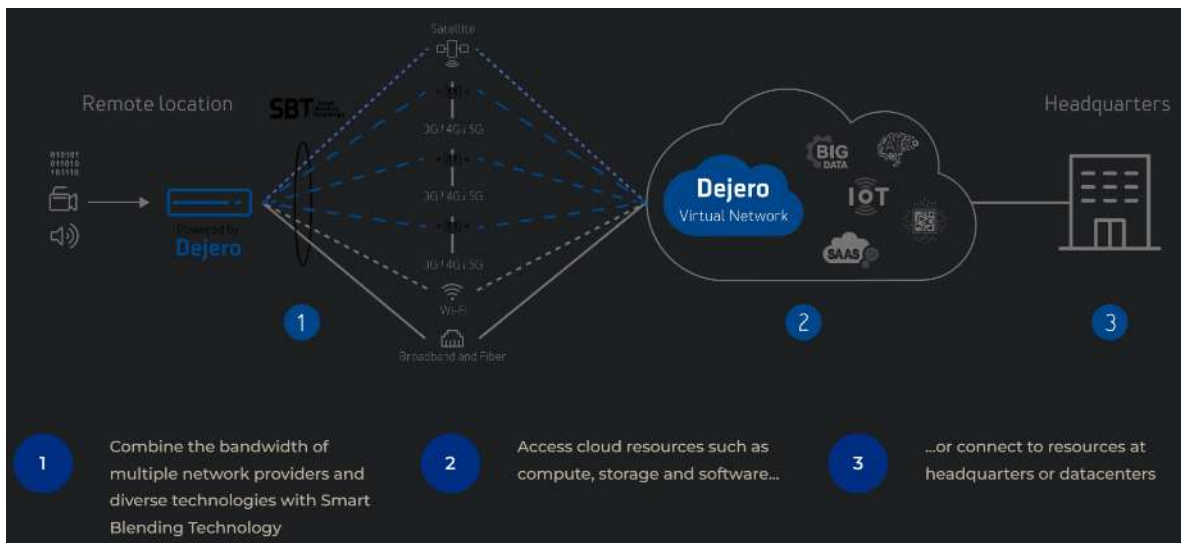 Satellite
Remote location
SBT
Headquarters
3G / 4G / 5G
010101
011010
101110
BIG
DATA
AI
3G / 4G / 5G
IOT
Dejero
Virtual Network
Powered by
Dejero
SAAS
3G / 4G / 5G
Wi-Fi
1
2
3
Broadband and Fiber
1
Combine the bandwidth of
multiple network providers and
diverse technologies with Smart
Blending Technology
2
Access cloud resources such as
compute, storage and software...
3
...or connect to resources at
headquarters or datacenters